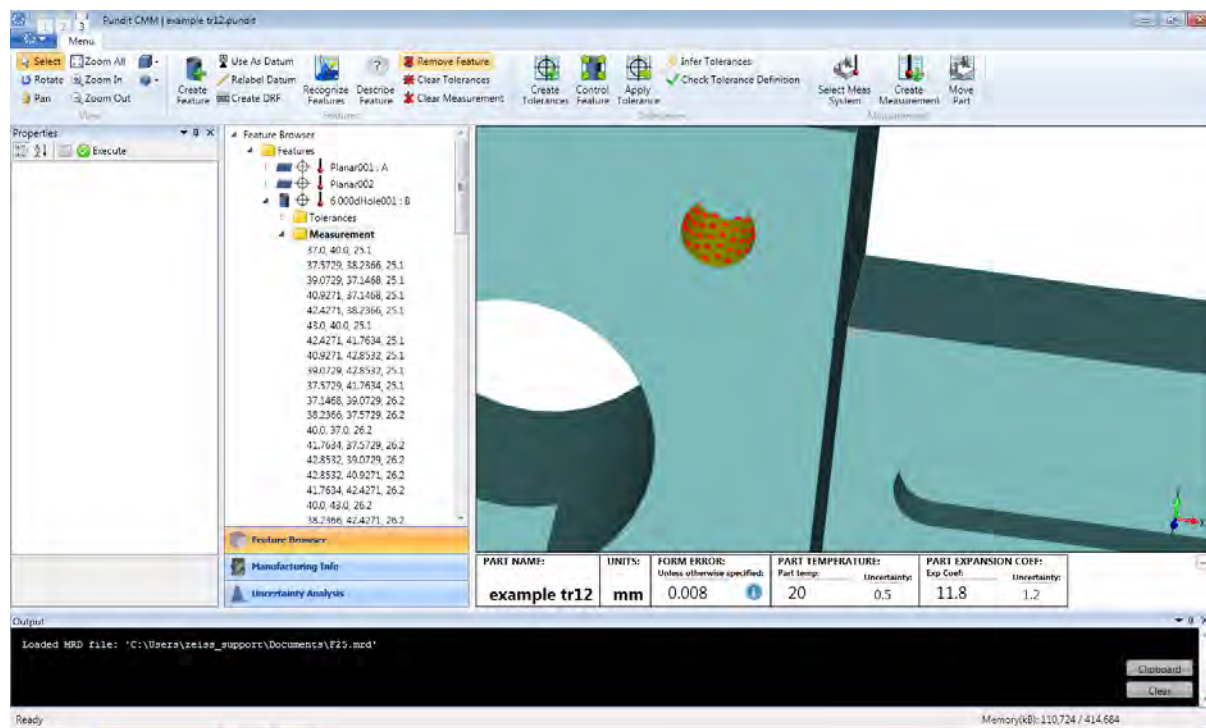 1 2 3
Pundit CMM | example tr12.pundit
Menu
Select Zoom All
Rotate Zoom In
Pan Zoom Out
View
Create Feature
Use As Datum
Relabel Datum
Create DRF
Recognize Features
Describe Feature
Remove Feature
Clear Tolerances
Clear Measurement
Features
Create Tolerances
Control Feature
Apply Tolerance
Infer Tolerances
Check Tolerance Definition
Tolerances
Select Meas System
Create Measurement
Move Part
Measurement
Properties
Execute
Feature Browser
Features
Planar001 : A
Planar002
6.000dHole001 : B
Tolerances
Measurement
37.0, 40.0, 25.1
37.5729, 38.2366, 25.1
39.0729, 37.1468, 25.1
40.9271, 37.1468, 25.1
42.4271, 38.2366, 25.1
43.0, 40.0, 25.1
42.4271, 41.7634, 25.1
40.9271, 42.8532, 25.1
39.0729, 42.8532, 25.1
37.5729, 41.7634, 25.1
37.1468, 39.0729, 26.2
38.2366, 37.5729, 26.2
40.0, 37.0, 26.2
41.7634, 37.5729, 26.2
42.8532, 39.0729, 26.2
42.8532, 40.9271, 26.2
41.7634, 42.4271, 26.2
40.0, 43.0, 26.2
38.2366, 42.4271, 26.2
Feature Browser
Manufacturing Info
Uncertainty Analysis
PART NAME:
example tr12
UNITS:
mm
FORM ERROR:
Unless otherwise specified:
0.008
PART TEMPERATURE:
Part temp: Uncertainty:
20 0.5
PART EXPANSION COEF:
Exp Coef: Uncertainty:
11.8 1.2
Output
Loaded MRD file: 'C:\Users\zeiss_support\Documents\F25.mrd'
Clipboard
Clear
Ready
Memory(kB): 110,724 / 414,684